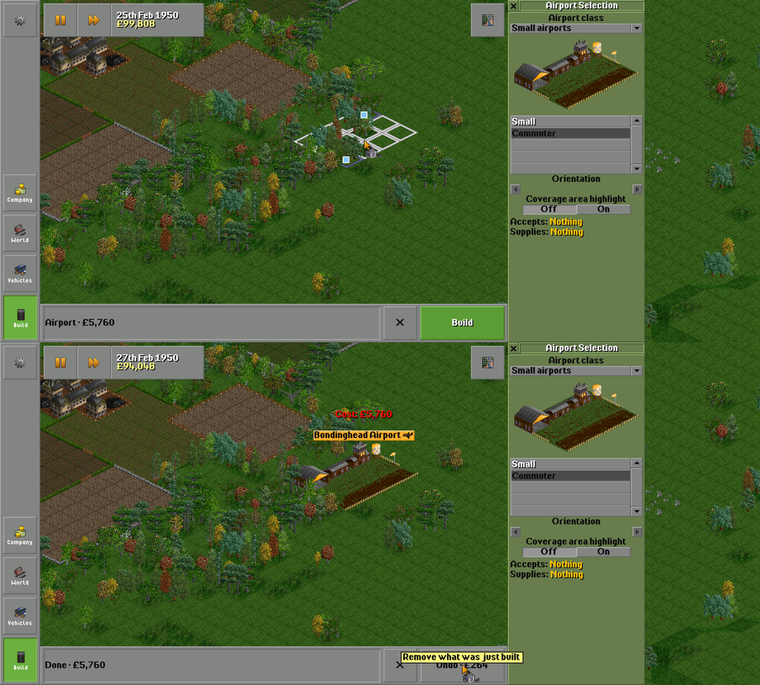 25th Feb 1950
£99,808
Airport Selection
Airport class
Small airports
Small
Commuter
Orientation
Coverage area highlight
Off On
Accepts: Nothing
Supplies: Nothing
Company
World
Vehicles
Build
Airport · £5,760
Build
27th Feb 1950
£94,048
Airport Selection
Airport class
Small airports
Cost: £5,760
Bondinghead Airport
Small
Commuter
Orientation
Coverage area highlight
Off On
Accepts: Nothing
Supplies: Nothing
Company
World
Vehicles
Build
Remove what was just built
Done · £5,760
Undo · £264